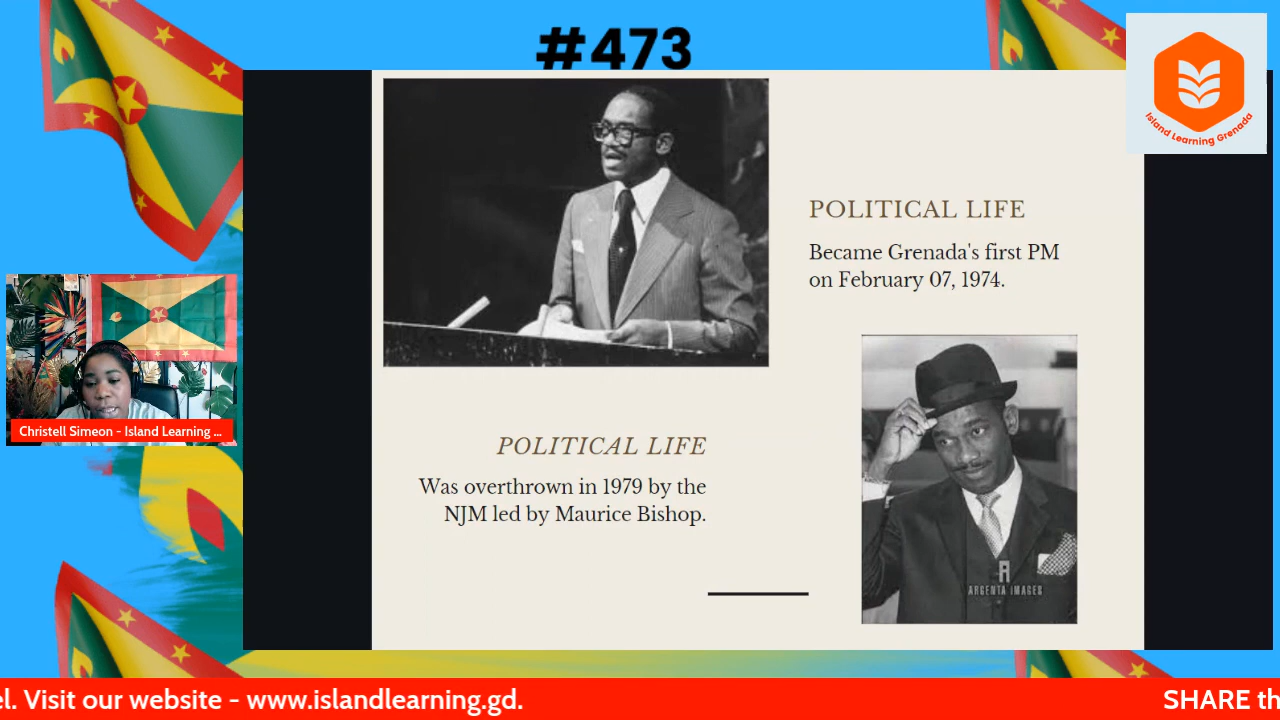 #473
Island Learning Grenada
POLITICAL LIFE
Became Grenada's first PM
on February 07, 1974.
POLITICAL LIFE
Was overthrown in 1979 by the
NJM led by Maurice Bishop.
ARGENTA IMAGES
Christell Simeon - Island Learning ...
el. Visit our website - www.islandlearning.gd.
SHARE th